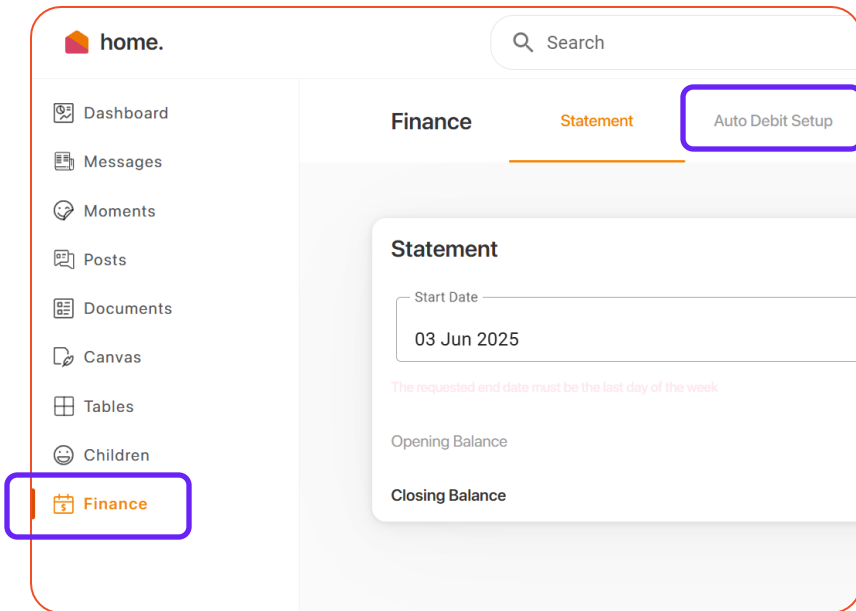 home.
Search
Dashboard
Messages
Moments
Posts
Documents
Canvas
Tables
Children
Finance
Finance
Statement
Auto Debit Setup
Statement
Start Date
03 Jun 2025
The requested end date must be the last day of the week
Opening Balance
Closing Balance